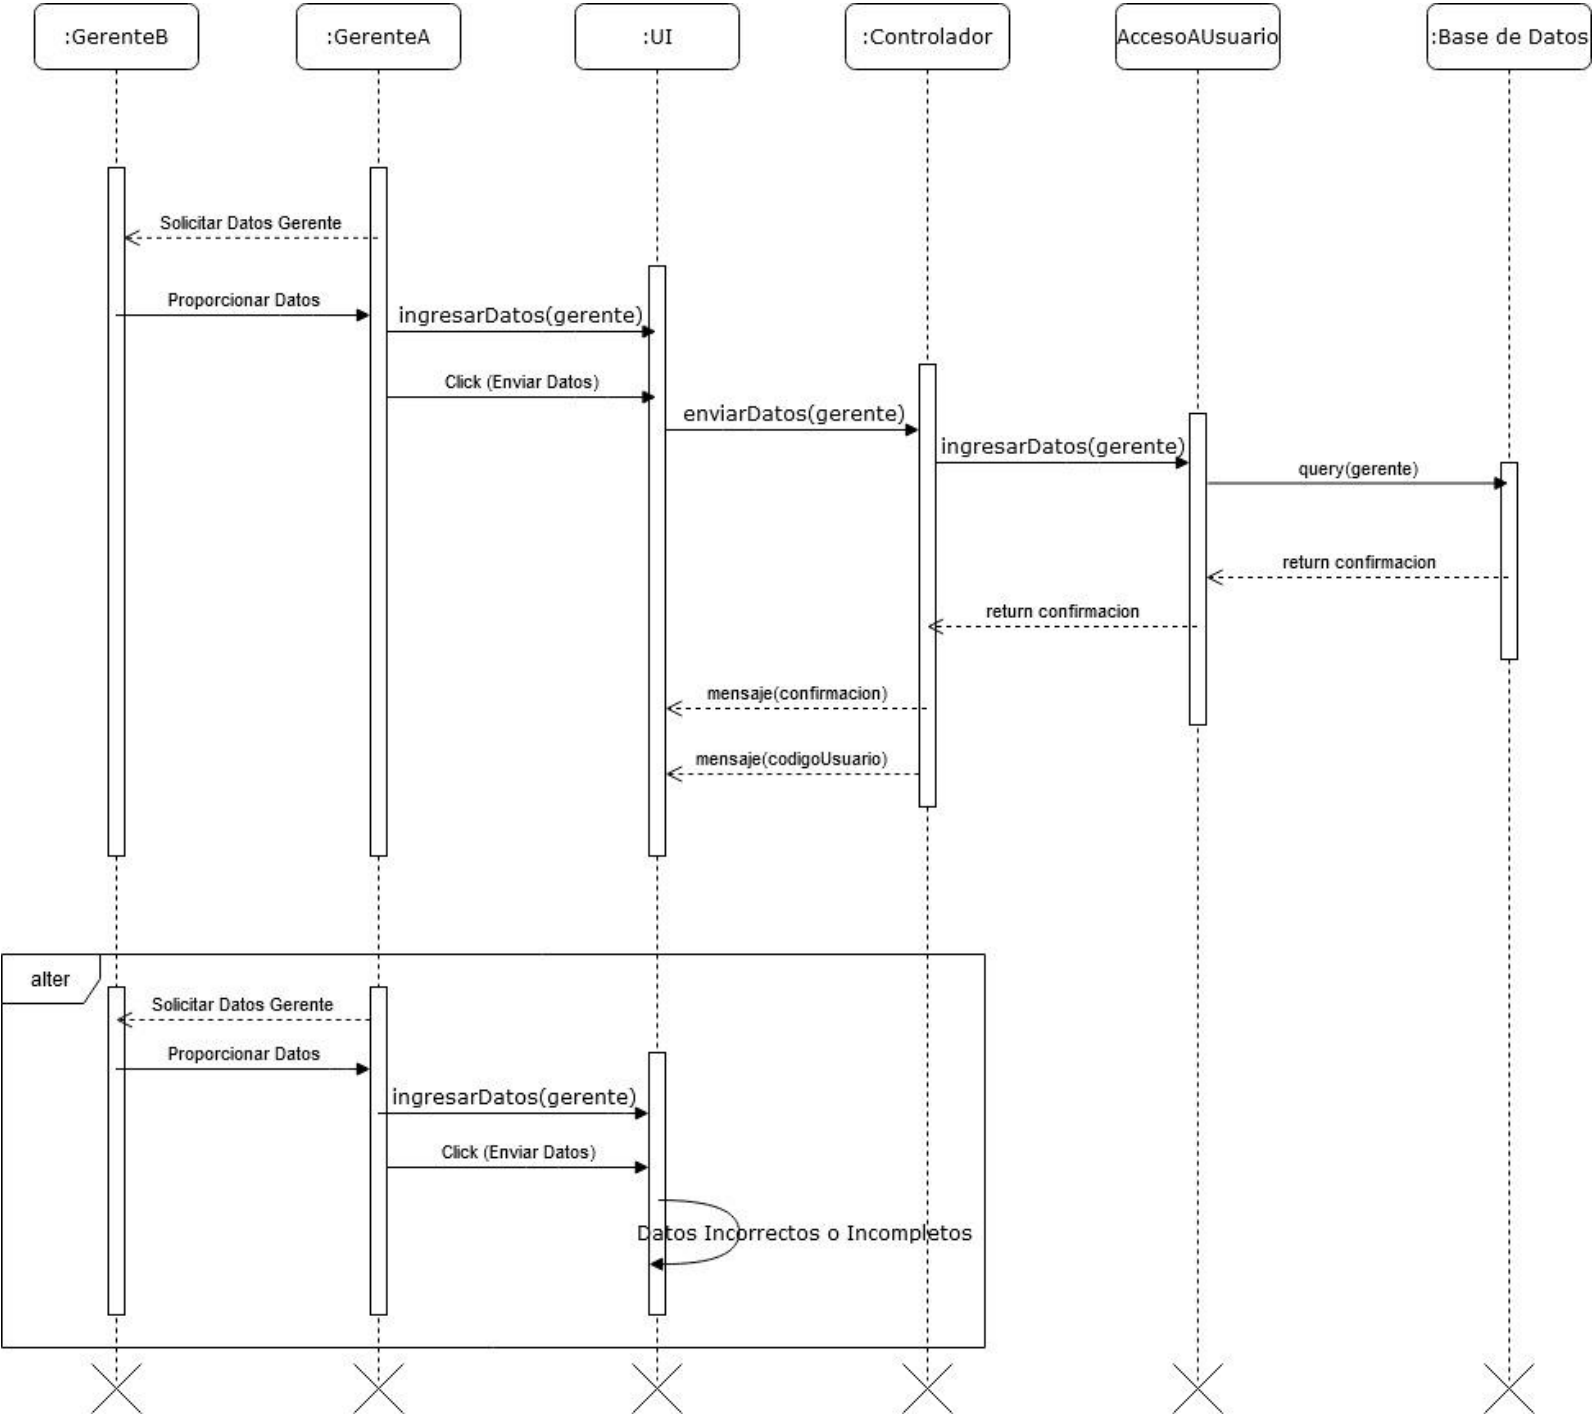 :GerenteB
:GerenteA
:UI
:Controlador
AccesoAUsuario
:Base de Datos
Solicitar Datos Gerente
Proporcionar Datos
ingresarDatos(gerente)
Click (Enviar Datos)
enviarDatos(gerente)
ingresarDatos(gerente)
query(gerente)
return confirmacion
return confirmacion
mensaje(confirmacion)
mensaje(codigoUsuario)
alter
Solicitar Datos Gerente
Proporcionar Datos
ingresarDatos(gerente)
Click (Enviar Datos)
Datos Incorrectos o Incompletos